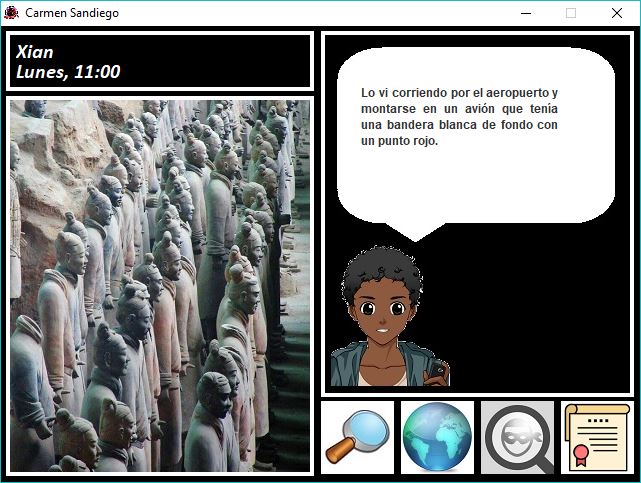 Carmen Sandiego
Xian
Lunes, 11:00
Lo vi corriendo por el aeropuerto y
montarse en un avión que tenía
una bandera blanca de fondo con
un punto rojo.